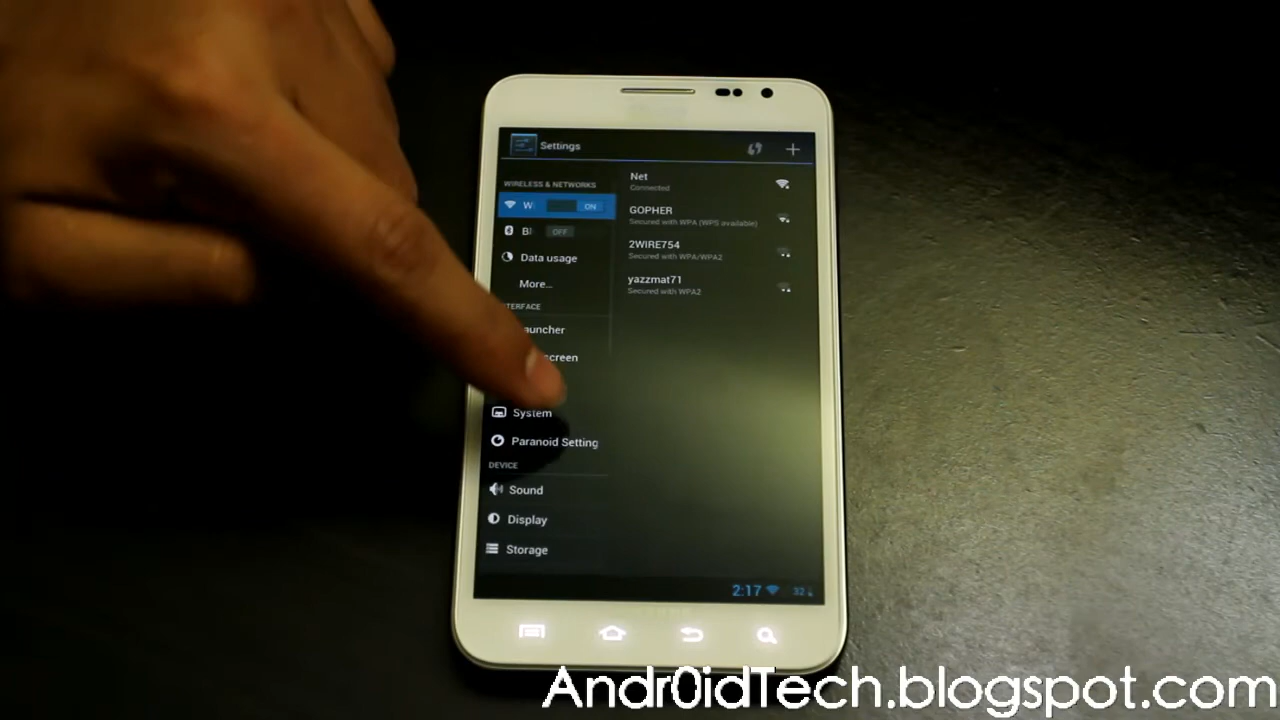 Settings
WIRELESS & NETWORKS
ON
OFF
Data usage
More...
Launcher
screen
System
Paranoid Setting
DEVICE
Sound
Display
Storage
Net
Connected
GOPHER
Secured with WPA (WPS available)
2WIRE754
Secured with WPA/WPA2
yazzmat71
Secured with WPA2
2:17
32
Andr0idTech.blogspot.com